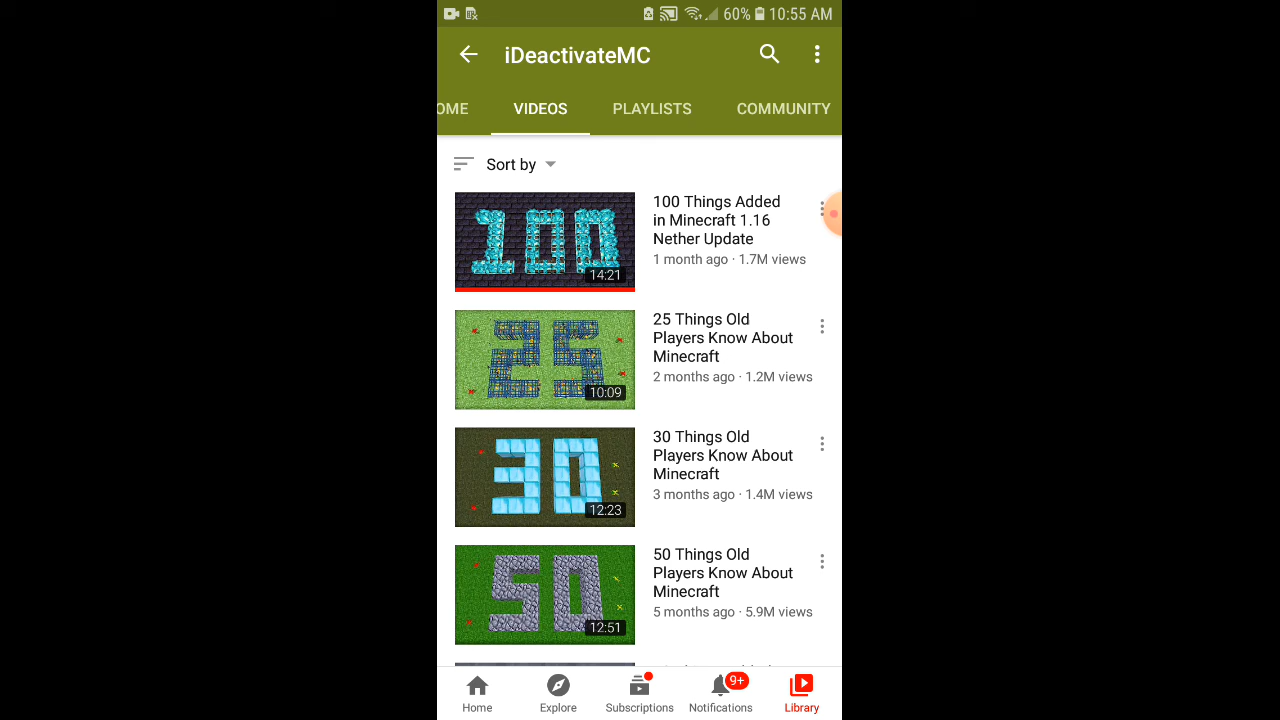 60% 10:55 AM
iDeactivateMC
OME VIDEOS PLAYLISTS COMMUNITY
Sort by
100
14:21
100 Things Added
in Minecraft 1.16
Nether Update
1 month ago · 1.7M views
25
10:09
25 Things Old
Players Know About
Minecraft
2 months ago · 1.2M views
30
12:23
30 Things Old
Players Know About
Minecraft
3 months ago · 1.4M views
50
12:51
50 Things Old
Players Know About
Minecraft
5 months ago · 5.9M views
9+
Home Explore Subscriptions Notifications Library